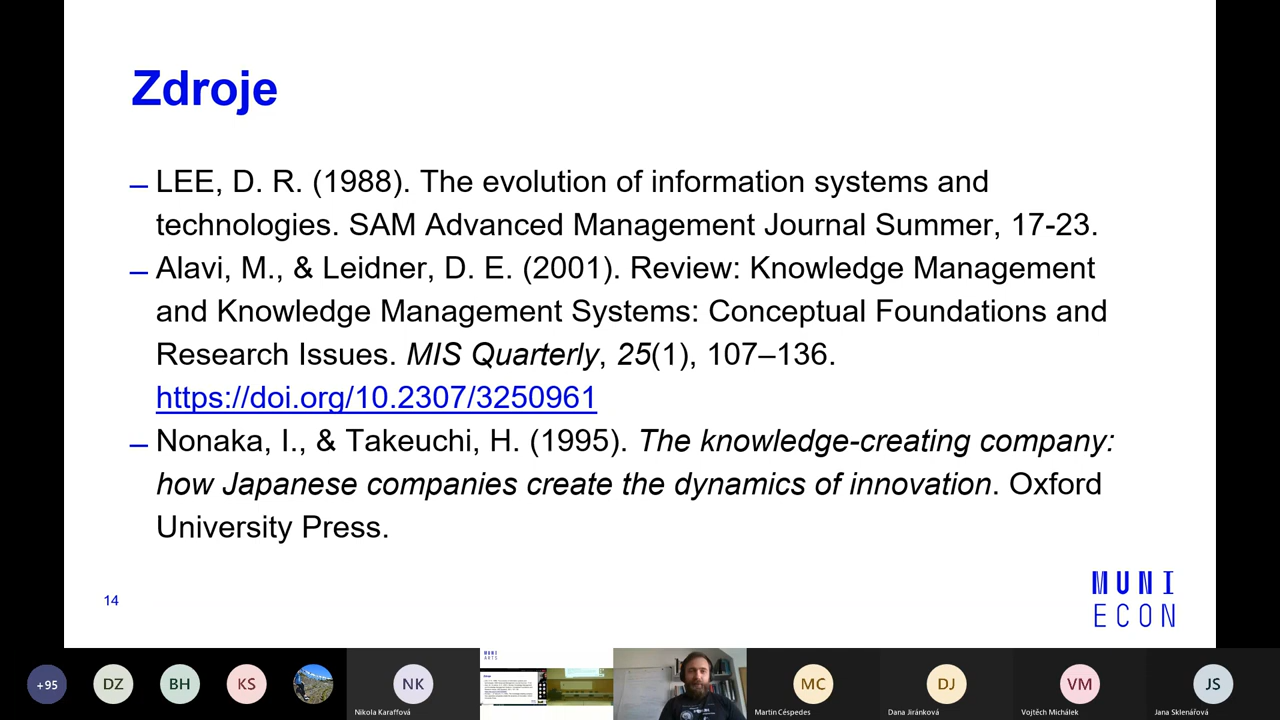 Zdroje
– LEE, D. R. (1988). The evolution of information systems and
technologies. SAM Advanced Management Journal Summer, 17-23.
– Alavi, M., & Leidner, D. E. (2001). Review: Knowledge Management
and Knowledge Management Systems: Conceptual Foundations and
Research Issues. MIS Quarterly, 25(1), 107–136.
https://doi.org/10.2307/3250961
– Nonaka, I., & Takeuchi, H. (1995). The knowledge-creating company:
how Japanese companies create the dynamics of innovation. Oxford
University Press.
14
MUNI
ECON
+95
DZ
BH
KS
NK
Nikola Karaffová
MUNI
ARTS
MC
Martin Céspedes
DJ
Dana Jiránková
VM
Vojtěch Michálek
JS
Jana Sklenářová